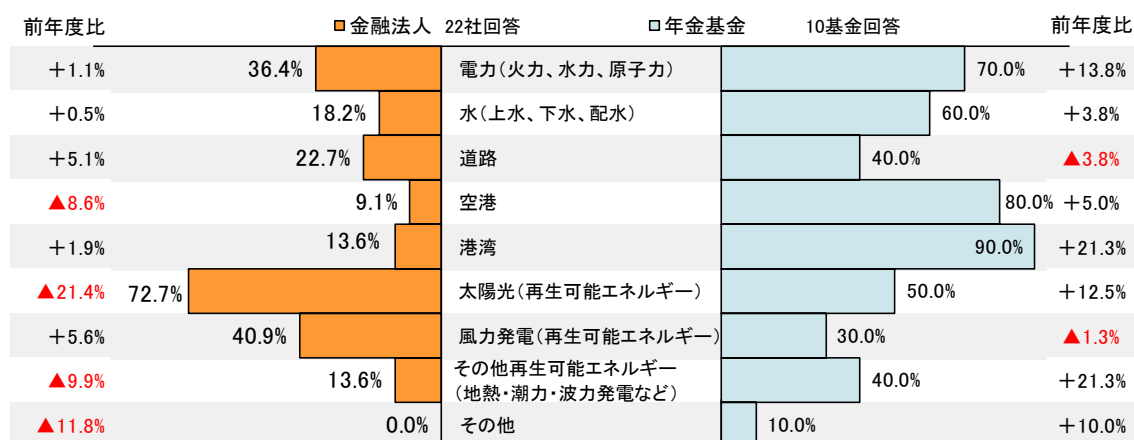 前年度比 ■金融法人 22社回答 ■年金基金 10基金回答 前年度比
＋1.1% 36.4% 電力（火力、水力、原子力） 70.0% ＋13.8%
＋0.5% 18.2% 水（上水、下水、配水） 60.0% ＋3.8%
＋5.1% 22.7% 道路 40.0% ▲3.8%
▲8.6% 9.1% 空港 80.0% ＋5.0%
＋1.9% 13.6% 港湾 90.0% ＋21.3%
▲21.4% 72.7% 太陽光（再生可能エネルギー） 50.0% ＋12.5%
＋5.6% 40.9% 風力発電（再生可能エネルギー） 30.0% ▲1.3%
▲9.9% 13.6% その他再生可能エネルギー 40.0% ＋21.3%
（地熱・潮力・波力発電など）
▲11.8% 0.0% その他 10.0% ＋10.0%